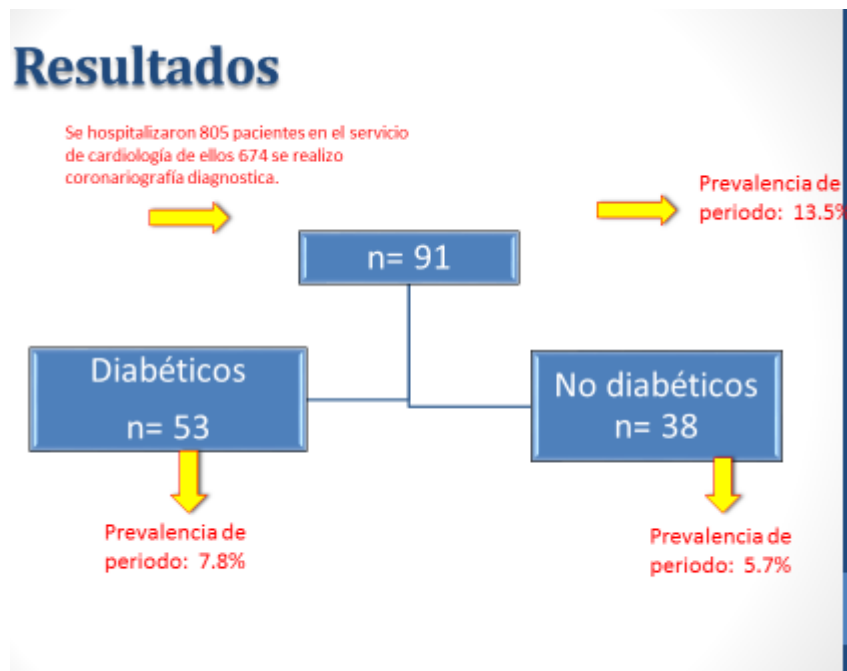 Resultados
Se hospitalizaron 805 pacientes en el servicio
de cardiología de ellos 674 se realizo
coronariografía diagnostica.
Prevalencia de
periodo: 13.5%
n= 91
Diabéticos
n= 53
No diabéticos
n= 38
Prevalencia de
periodo: 7.8%
Prevalencia de
periodo: 5.7%